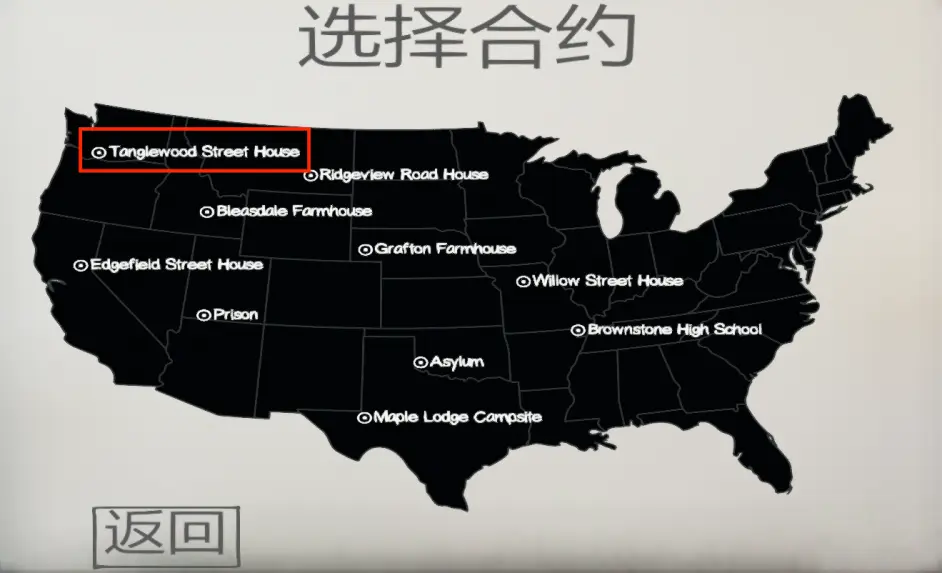 选择合约
Tanglewood Street House
Ridgeview Road House
Bleasdale Farmhouse
Grafton Farmhouse
Edgefield Street House
Willow Street House
Prison
Brownstone High School
Asylum
Maple Lodge Campsite
返回